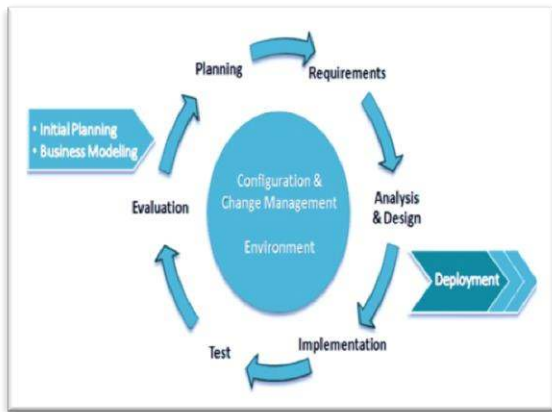 Planning
Requirements
• Initial Planning
• Business Modeling
Configuration &
Change Management
Environment
Evaluation
Analysis
& Design
Deployment
Implementation
Test